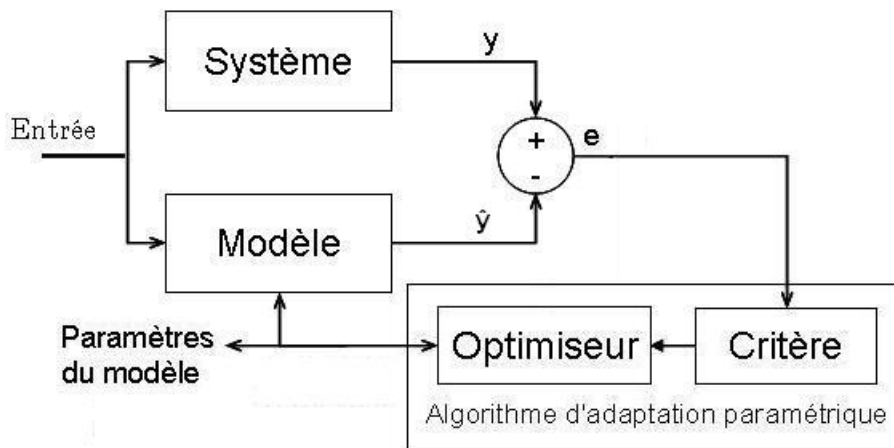 Système
y
Entrée
+
e
-
Modèle
ŷ
Paramètres
du modèle
Optimiseur
Critère
Algorithme d'adaptation paramétrique